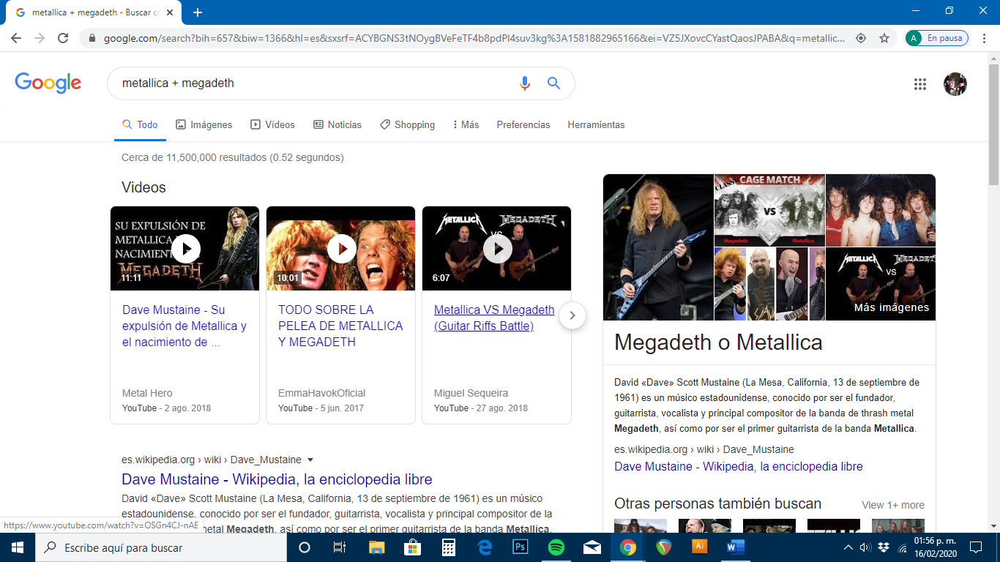 metallica + megadeth - Buscar co
google.com/search?bih=657&biw=1366&hl=es&sxsrf=ACYBGNS3tNOygBVeFeTF4b8pdPl4suv3kg%3A1581882965166&ei=VZ5JXovcCYastQaosJPABA&q=metallic...
A En pausa
Google
metallica + megadeth
Todo Imágenes Vídeos Noticias Shopping Más Preferencias Herramientas
Cerca de 11,500,000 resultados (0.52 segundos)
Videos
SU EXPULSIÓN DE
METALLICA
NACIMIENTO
MEGADETH
11:11
Dave Mustaine - Su
expulsión de Metallica y
el nacimiento de ...
Metal Hero
YouTube - 2 ago. 2018
10:01
TODO SOBRE LA
PELEA DE METALLICA
Y MEGADETH
EmmaHavokOficial
YouTube - 5 jun. 2017
METALLICA MEGADETH
VS
6:07
Metallica VS Megadeth
(Guitar Riffs Battle)
Miguel Sequeira
YouTube - 27 ago. 2018
es.wikipedia.org › wiki › Dave_Mustaine
Dave Mustaine - Wikipedia, la enciclopedia libre
David «Dave» Scott Mustaine (La Mesa, California, 13 de septiembre de 1961) es un músico
estadounidense, conocido por ser el fundador, guitarrista, vocalista y principal compositor de la
metal Megadeth, así como por ser el primer guitarrista de la banda Metallica.
https://www.youtube.com/watch?v=OSGn4CJ-nAE
CLASSIC
CAGE MATCH
VS
Megadeth Metallica
SLAYER
METALLICA MEGADETH
VS
Más imágenes
Megadeth o Metallica
David «Dave» Scott Mustaine (La Mesa, California, 13 de septiembre de
1961) es un músico estadounidense, conocido por ser el fundador,
guitarrista, vocalista y principal compositor de la banda de thrash metal
Megadeth, así como por ser el primer guitarrista de la banda Metallica.
es.wikipedia.org › wiki › Dave_Mustaine
Dave Mustaine - Wikipedia, la enciclopedia libre
Otras personas también buscan
View 1+ more
Escribe aquí para buscar
Ps
Ai
W
01:56 p. m.
16/02/2020